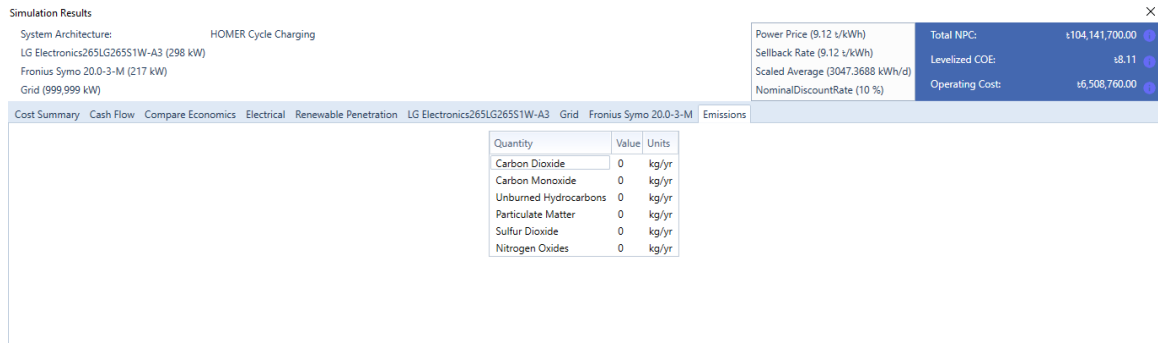 Simulation Results
System Architecture: HOMER Cycle Charging
LG Electronics265LG265S1W-A3 (298 kW)
Fronius Symo 20.0-3-M (217 kW)
Grid (999,999 kW)
Power Price (9.12 ৳/kWh)
Sellback Rate (9.12 ৳/kWh)
Scaled Average (3047.3688 kWh/d)
NominalDiscountRate (10 %)
Total NPC: ৳104,141,700.00
Levelized COE: ৳8.11
Operating Cost: ৳6,508,760.00
Cost Summary Cash Flow Compare Economics Electrical Renewable Penetration LG Electronics265LG265S1W-A3 Grid Fronius Symo 20.0-3-M Emissions
Quantity Value Units
Carbon Dioxide 0 kg/yr
Carbon Monoxide 0 kg/yr
Unburned Hydrocarbons 0 kg/yr
Particulate Matter 0 kg/yr
Sulfur Dioxide 0 kg/yr
Nitrogen Oxides 0 kg/yr